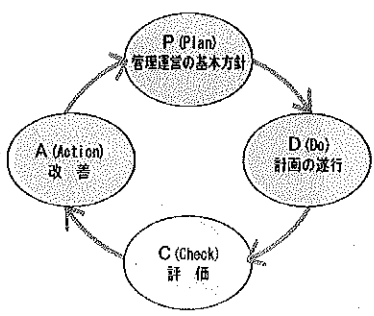 P (Plan)
管理運営の基本方針
D (Do)
計画の遂行
C (Check)
評 価
A (Action)
改 善